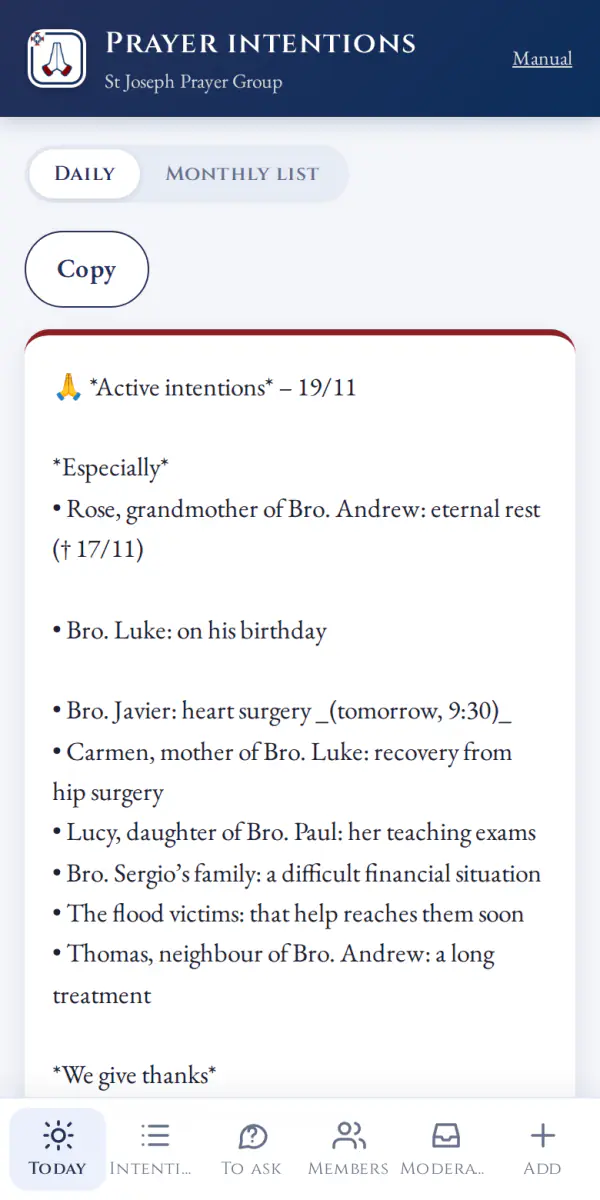 Prayer intentions
St Joseph Prayer Group
Manual
Daily
Monthly list
Copy
🙏 *Active intentions* – 19/11
*Especially*
• Rose, grandmother of Bro. Andrew: eternal rest
(† 17/11)
• Bro. Luke: on his birthday
• Bro. Javier: heart surgery _(tomorrow, 9:30)_
• Carmen, mother of Bro. Luke: recovery from
hip surgery
• Lucy, daughter of Bro. Paul: her teaching exams
• Bro. Sergio’s family: a difficult financial situation
• The flood victims: that help reaches them soon
• Thomas, neighbour of Bro. Andrew: a long
treatment
*We give thanks*
Today
Intenti...
To ask
Members
Modera...
Add